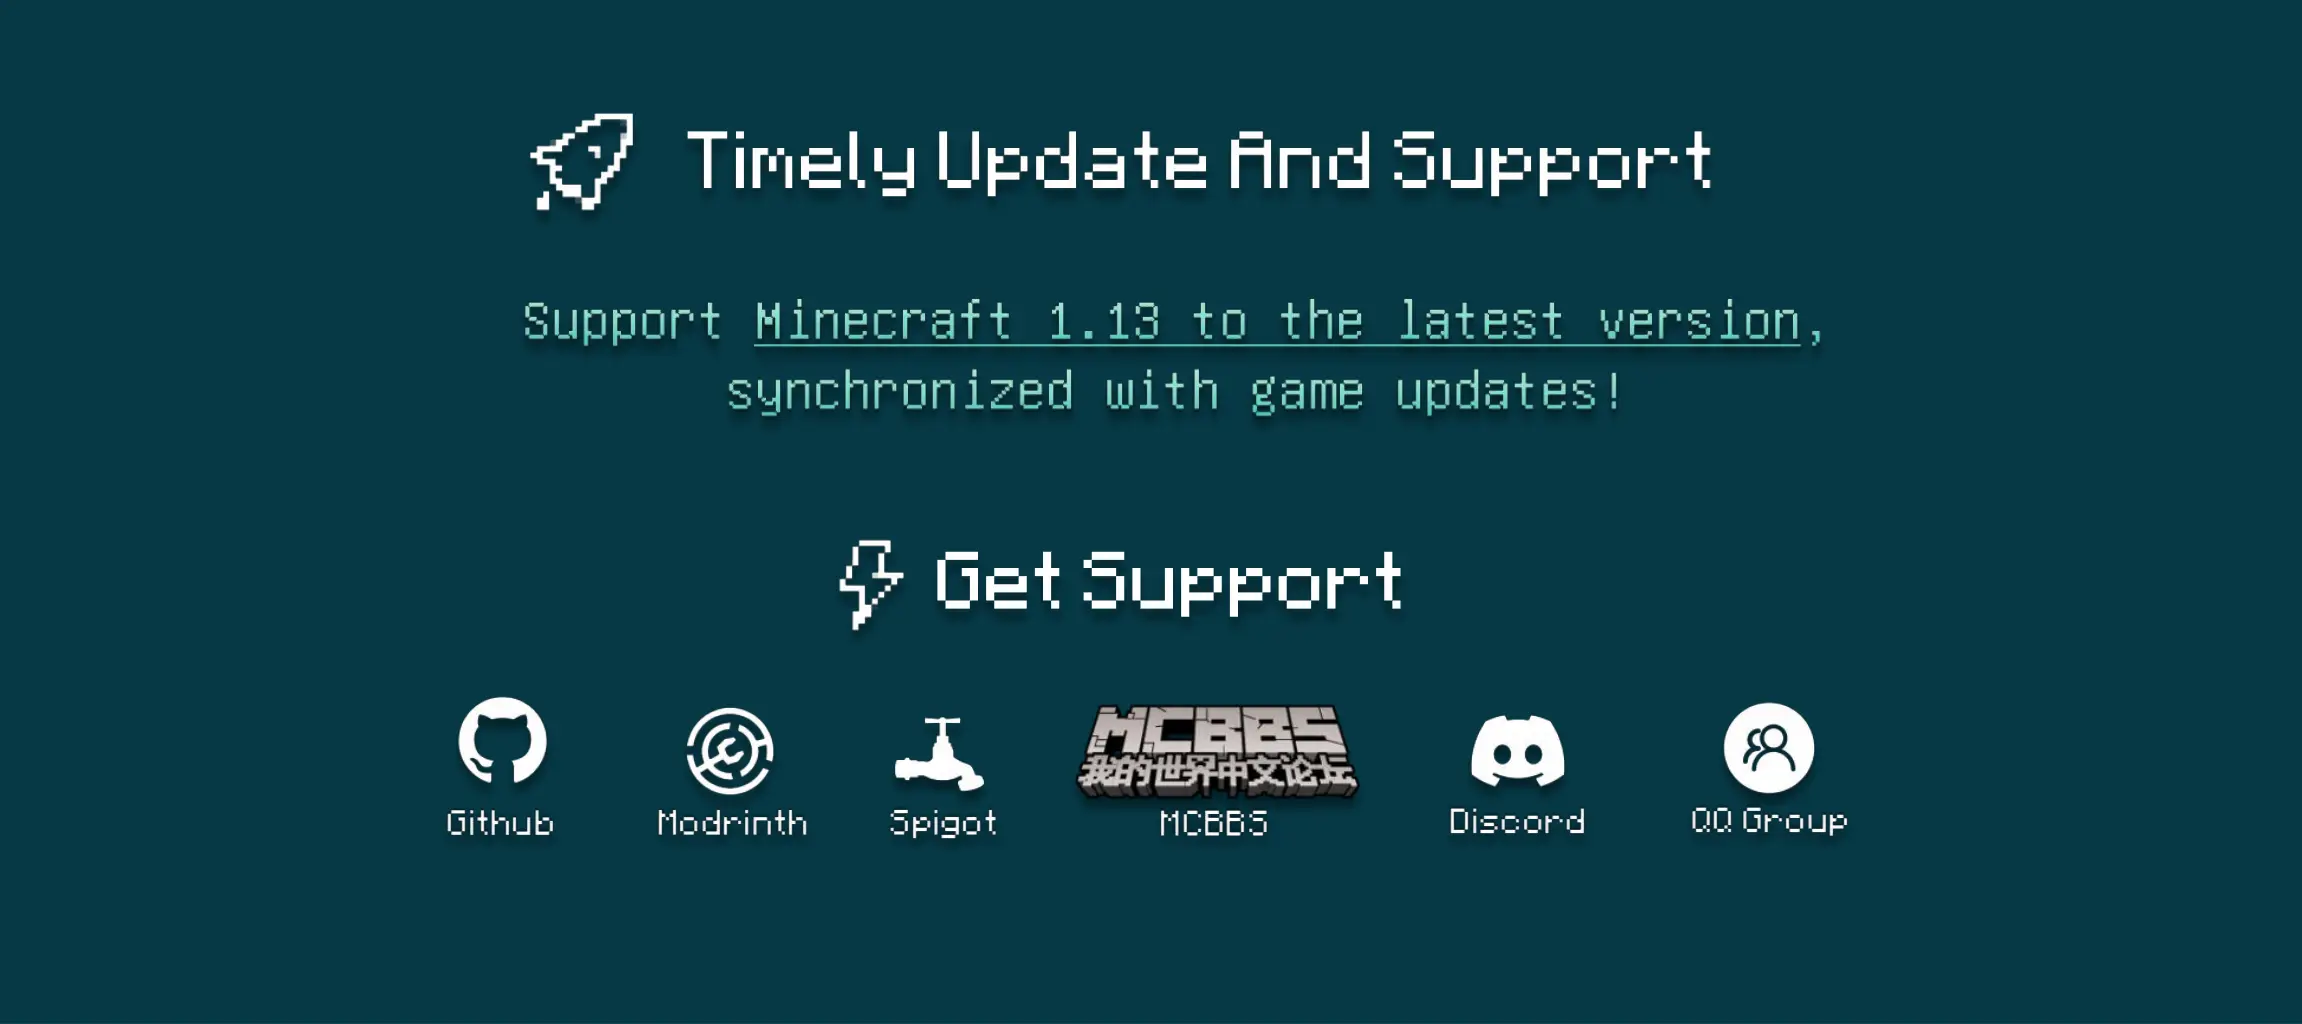 Timely Update And Support
Support Minecraft 1.13 to the latest version,
synchronized with game updates!
Get Support
MCBBS
我的世界中文论坛
Github
Modrinth
Spigot
MCBBS
Discord
QQ Group